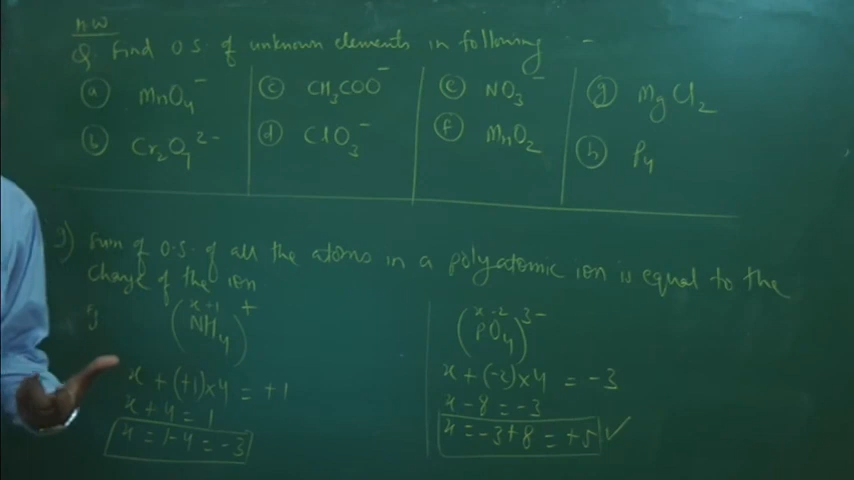 H.W
Q. Find O.S. of unknown elements in following :-
(a) MnO₄⁻
(b) Cr₂O₇²⁻
(c) CH₃COO⁻
(d) ClO₃⁻
(e) NO₃⁻
(f) MnO₂
(g) MgCl₂
(h) P₄
9) Sum of O.S. of all the atoms in a polyatomic ion is equal to the
charge of the ion
x +1
(NH₄)⁺
x + (+1)×4 = +1
x + 4 = 1
x = 1-4 = -3
x -2
(PO₄)³⁻
x + (-2)×4 = -3
x - 8 = -3
x = -3+8 = +5 ✓